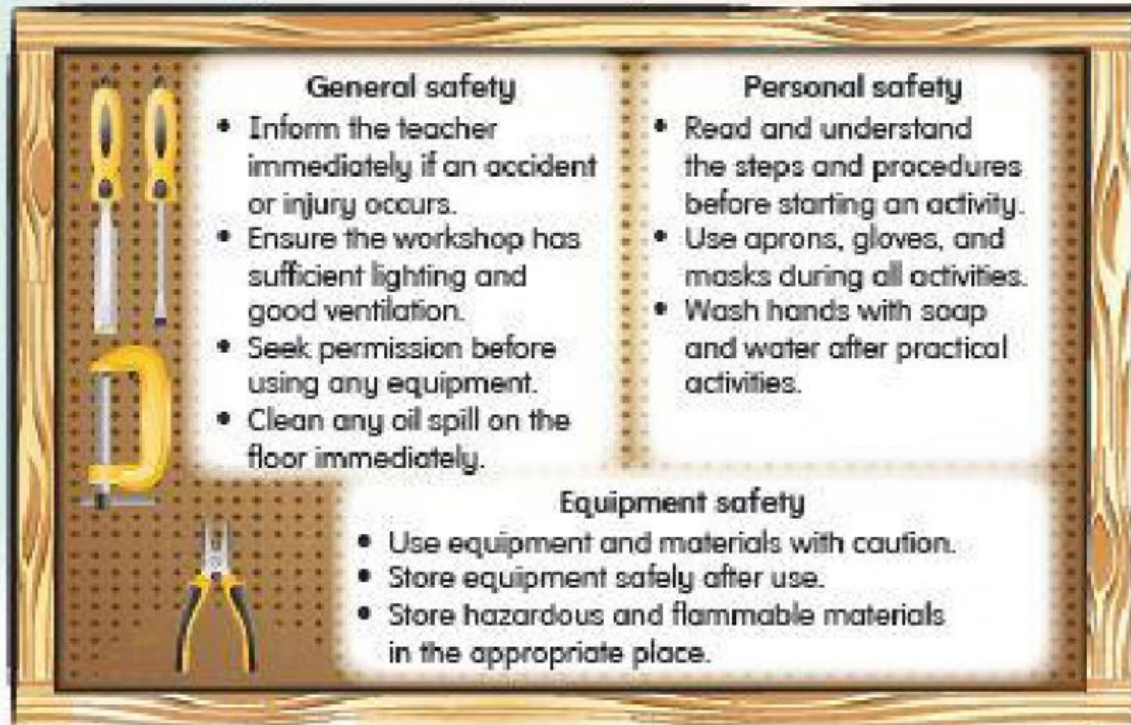 General safety
• Inform the teacher
immediately if an accident
or injury occurs.
• Ensure the workshop has
sufficient lighting and
good ventilation.
• Seek permission before
using any equipment.
• Clean any oil spill on the
floor immediately.
Personal safety
• Read and understand
the steps and procedures
before starting an activity.
• Use aprons, gloves, and
masks during all activities.
• Wash hands with soap
and water after practical
activities.
Equipment safety
• Use equipment and materials with caution.
• Store equipment safely after use.
• Store hazardous and flammable materials
in the appropriate place.